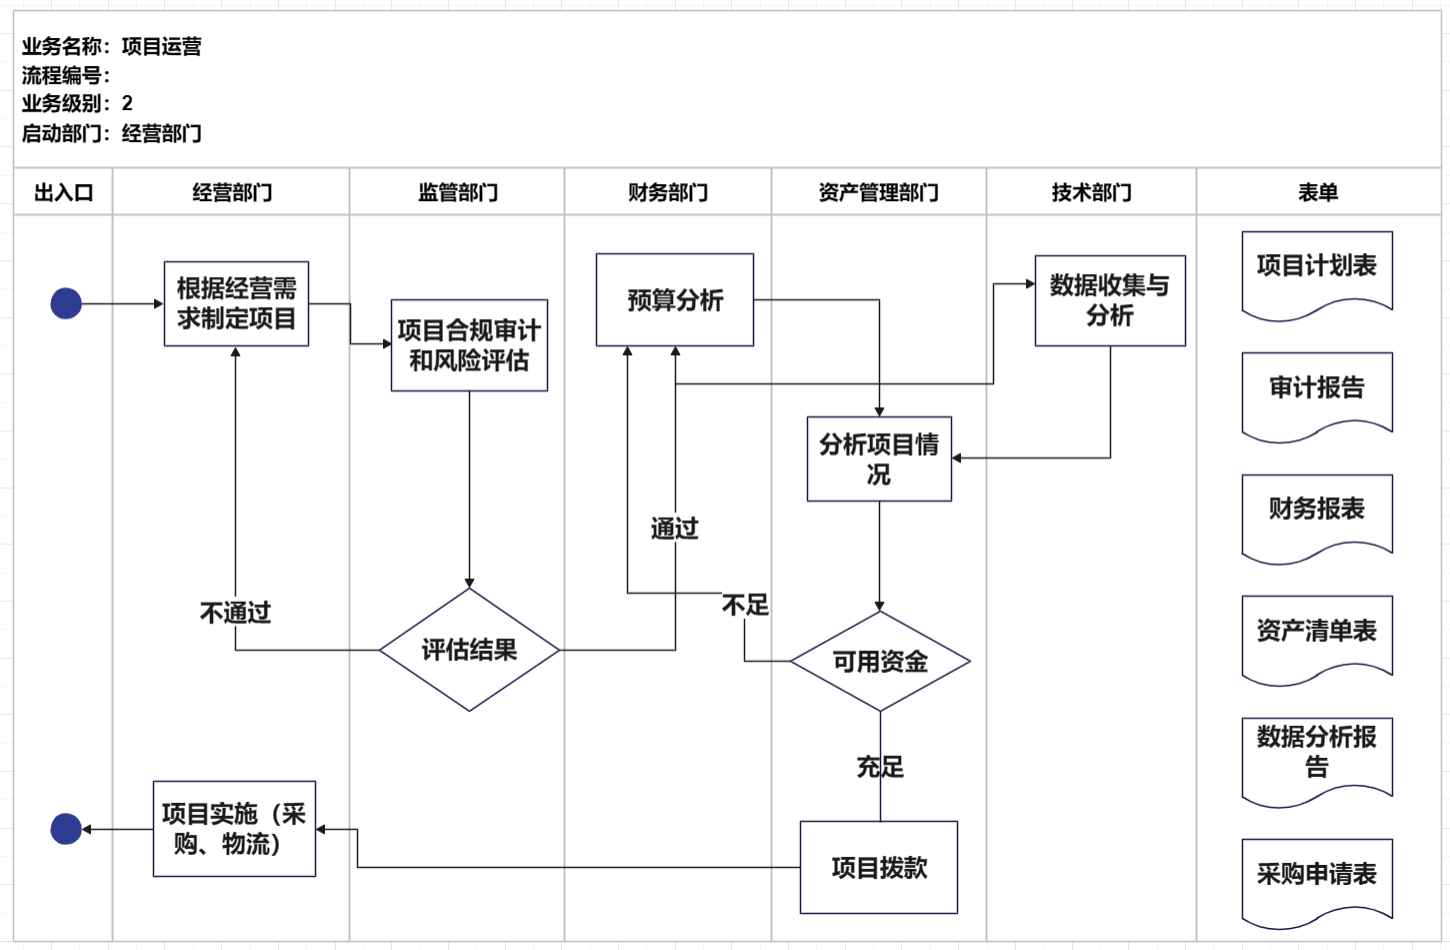 业务名称：项目运营
流程编号：
业务级别：2
启动部门：经营部门
出入口
经营部门
监管部门
财务部门
资产管理部门
技术部门
表单
根据经营需
求制定项目
项目合规审计
和风险评估
预算分析
数据收集与
分析
项目计划表
审计报告
分析项目情
况
财务报表
通过
不通过
不足
评估结果
可用资金
资产清单表
充足
数据分析报
告
项目实施（采
购、物流）
项目拨款
采购申请表